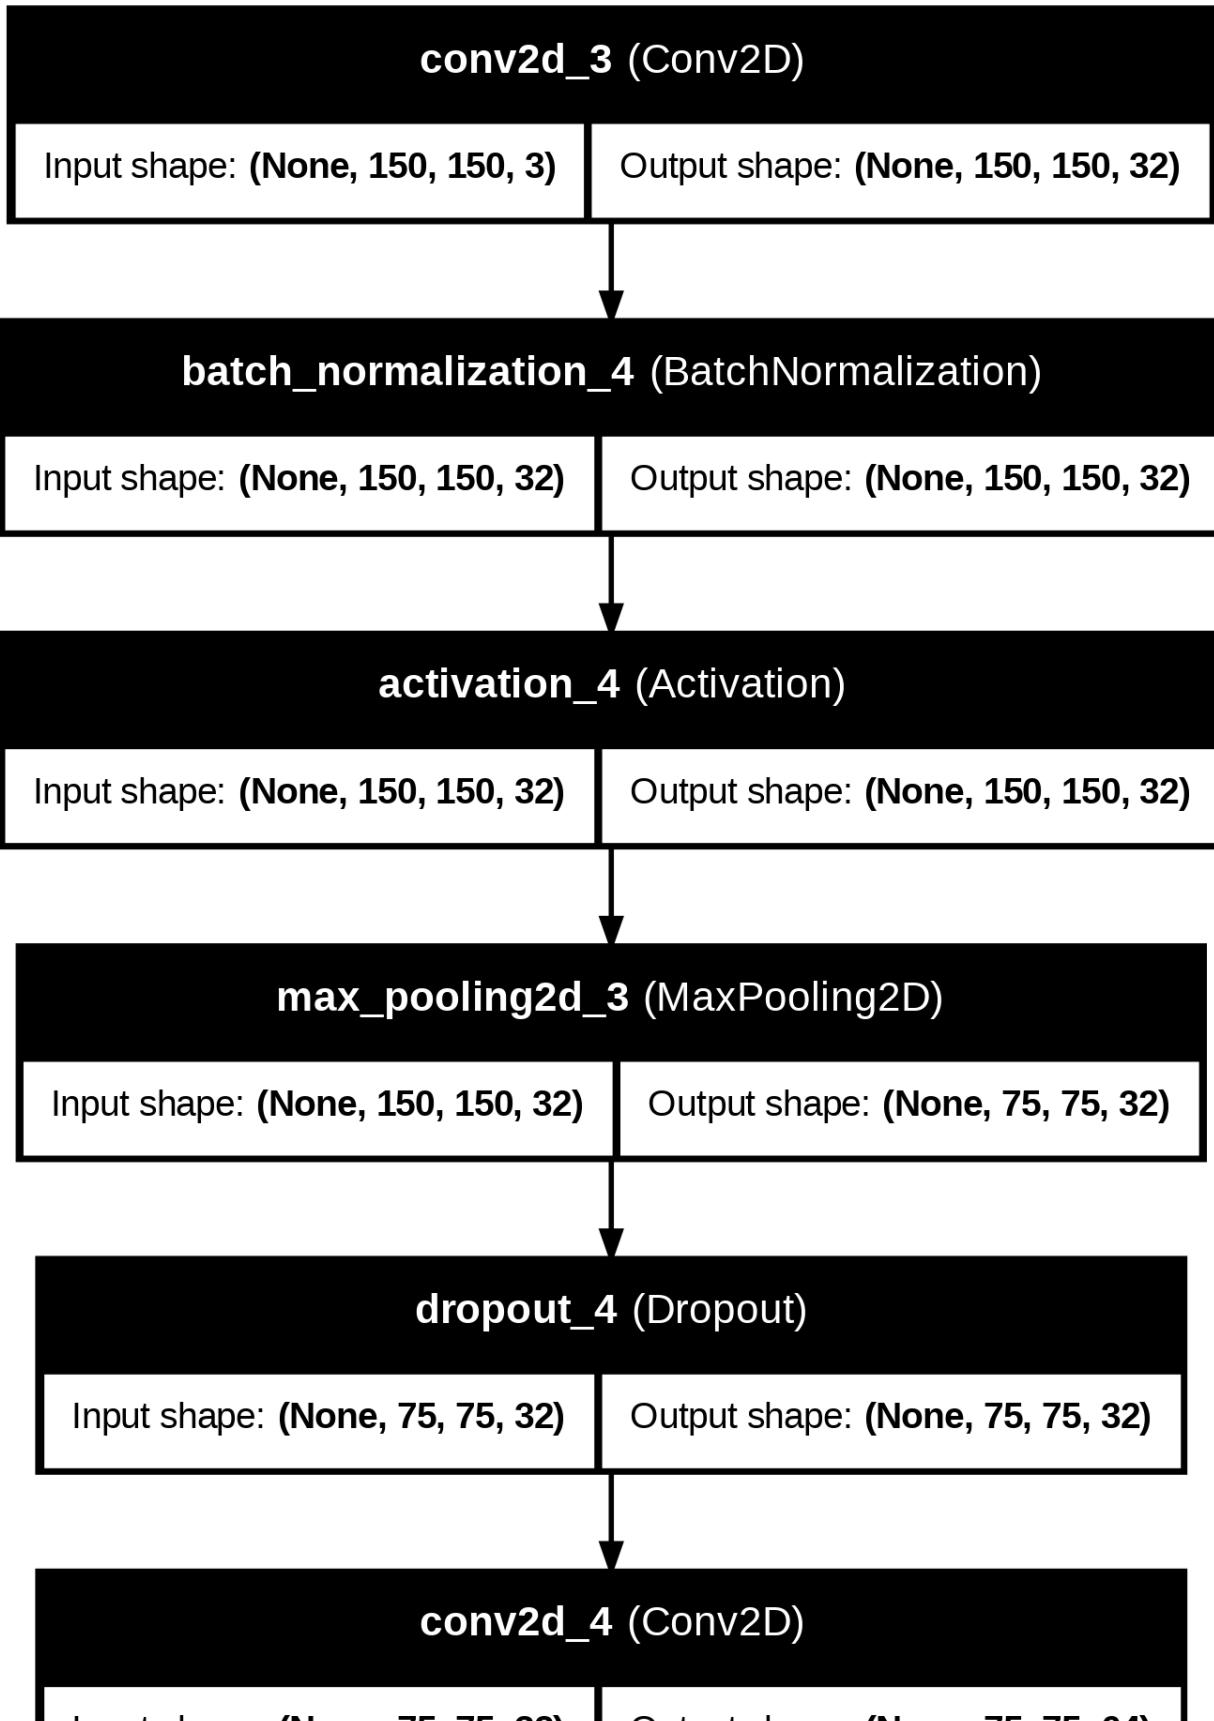 conv2d_3 (Conv2D)
Input shape: (None, 150, 150, 3) Output shape: (None, 150, 150, 32)
batch_normalization_4 (BatchNormalization)
Input shape: (None, 150, 150, 32) Output shape: (None, 150, 150, 32)
activation_4 (Activation)
Input shape: (None, 150, 150, 32) Output shape: (None, 150, 150, 32)
max_pooling2d_3 (MaxPooling2D)
Input shape: (None, 150, 150, 32) Output shape: (None, 75, 75, 32)
dropout_4 (Dropout)
Input shape: (None, 75, 75, 32) Output shape: (None, 75, 75, 32)
conv2d_4 (Conv2D)